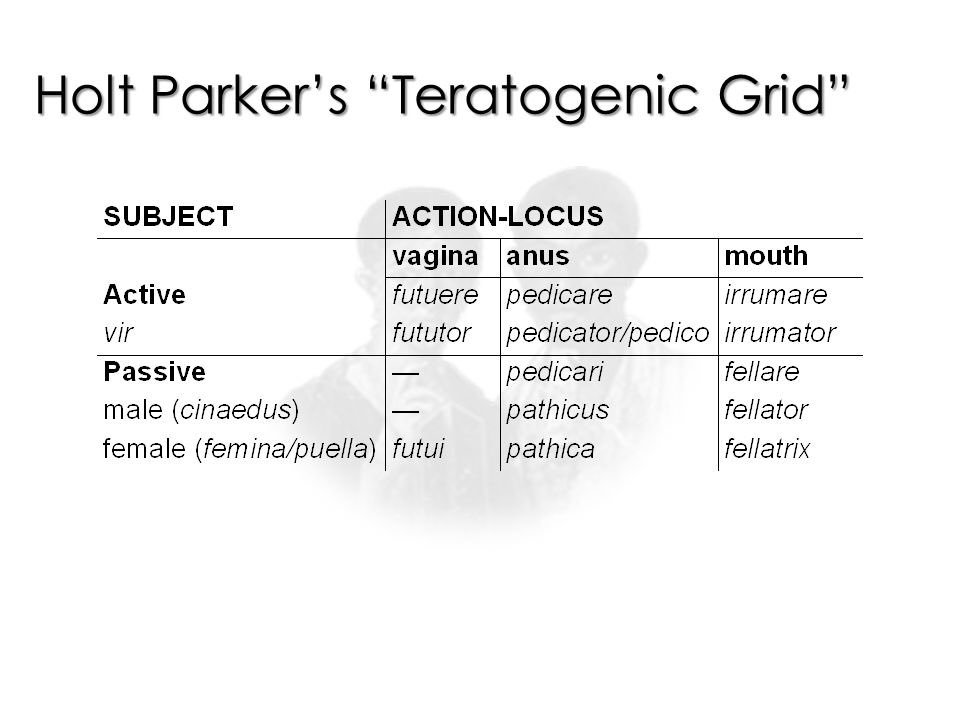 Holt Parker’s “Teratogenic Grid”
SUBJECT ACTION-LOCUS
vagina anus mouth
Active futuere pedicare irrumare
vir fututor pedicator/pedico irrumator
Passive — pedicari fellare
male (cinaedus) — pathicus fellator
female (femina/puella) futui pathica fellatrix